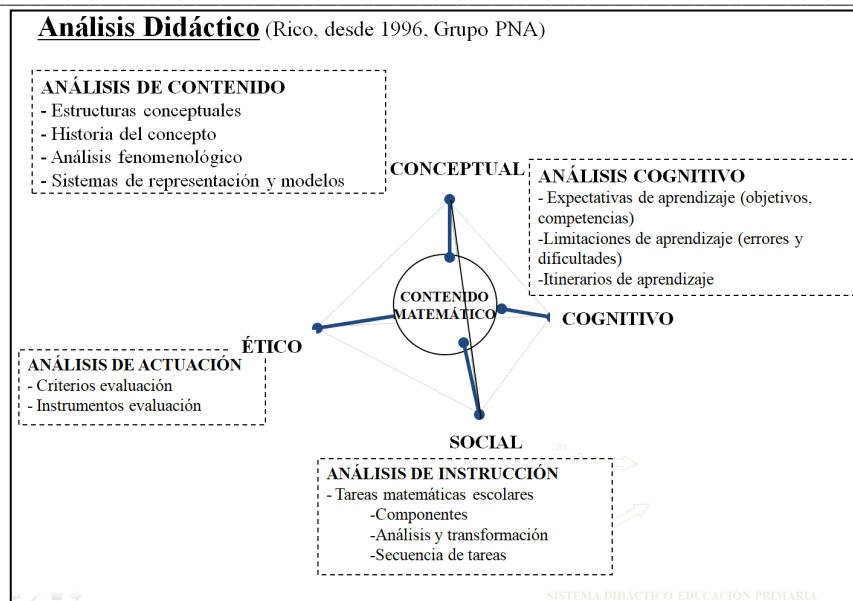 Análisis Didáctico (Rico, desde 1996, Grupo PNA)
ANÁLISIS DE CONTENIDO
- Estructuras conceptuales
- Historia del concepto
- Análisis fenomenológico
- Sistemas de representación y modelos
CONCEPTUAL
ANÁLISIS COGNITIVO
- Expectativas de aprendizaje (objetivos,
competencias)
-Limitaciones de aprendizaje (errores y
dificultades)
-Itinerarios de aprendizaje
CONTENIDO
MATEMÁTICO
COGNITIVO
ÉTICO
ANÁLISIS DE ACTUACIÓN
- Criterios evaluación
- Instrumentos evaluación
SOCIAL
ANÁLISIS DE INSTRUCCIÓN
- Tareas matemáticas escolares
-Componentes
-Análisis y transformación
-Secuencia de tareas
SISTEMA DIDÁCTICO EDUCACIÓN PRIMARIA